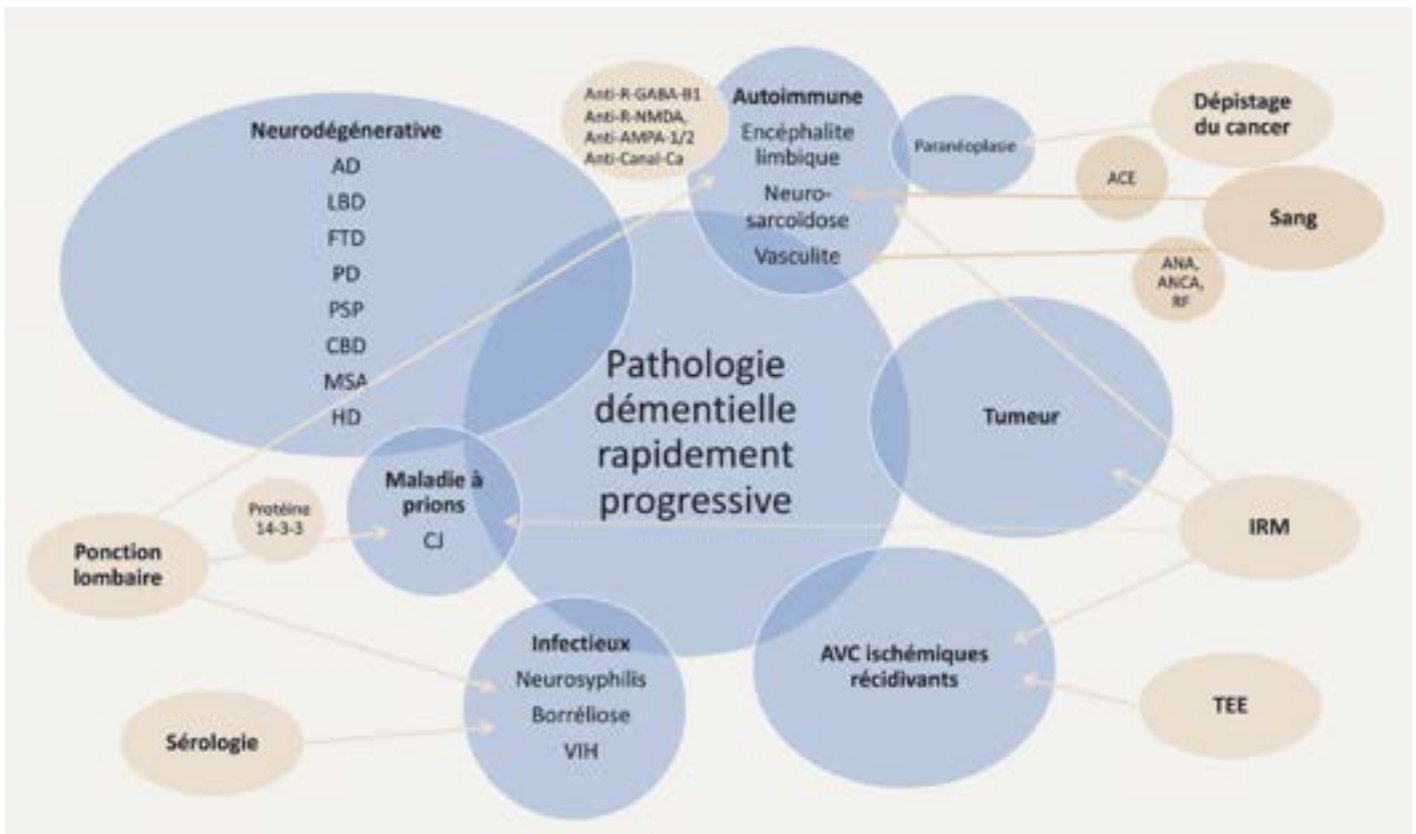 Neurodégénerative
AD
LBD
FTD
PD
PSP
CBD
MSA
HD
Anti-R-GABA-B1
Anti-R-NMDA,
Anti-AMPA-1/2
Anti-Canal-Ca
Autoimmune
Encéphalite
limbique
Neuro-
sarcoïdose
Vasculite
Paranéoplasie
Dépistage
du cancer
ACE
Sang
ANA,
ANCA,
RF
Pathologie
démentielle
rapidement
progressive
Tumeur
Maladie à
prions
CJ
Protéine
14-3-3
Ponction
lombaire
IRM
Infectieux
Neurosyphilis
Borréliose
VIH
AVC ischémiques
récidivants
TEE
Sérologie